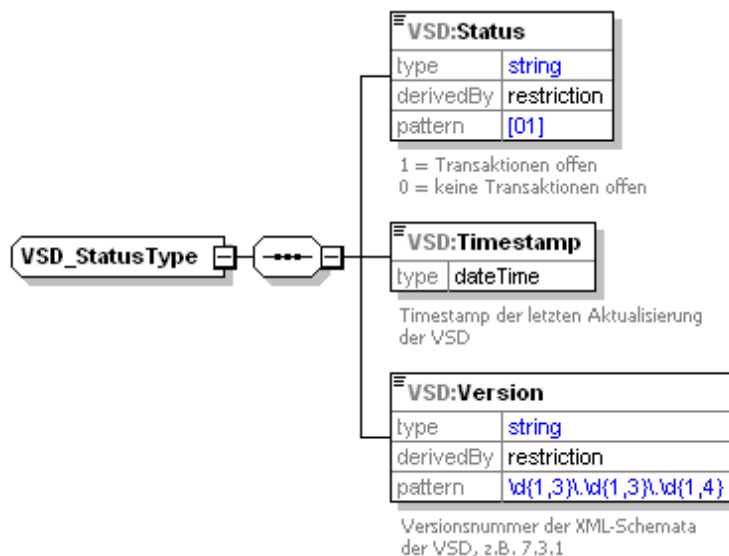 VSD:Status
type string
derivedBy restriction
pattern [01]
1 = Transaktionen offen
0 = keine Transaktionen offen
VSD_StatusType
VSD:Timestamp
type dateTime
Timestamp der letzten Aktualisierung
der VSD
VSD:Version
type string
derivedBy restriction
pattern \d{1,3}\.\d{1,3}\.\d{1,4}
Versionsnummer der XML-Schemata
der VSD, z.B. 7.3.1